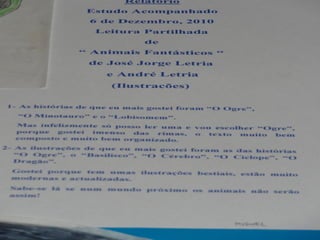 Relatório
Estudo Acompanhado
6 de Dezembro, 2010
Leitura Partilhada
de
“ Animais Fantásticos ”
de José Jorge Letria
e André Letria
(Ilustrações)
1- As histórias de que eu mais gostei foram “O Ogre”,
“O Minotauro” e o “Lobisomem”.
Mas infelizmente só posso ler uma e vou escolher “Ogre”,
porque gostei imenso das rimas, o texto muito bem
composto e muito bem organizado.
2- As ilustrações de que eu mais gostei foram as das histórias
“O Ogre”, o “Basilisco”, “O Cérbero”, “O Ciclope”, “O
Dragão”.
Gostei porque tem umas ilustrações bestiais, estão muito
modernas e actualizadas.
Sabe-se lá se num mundo próximo os animais não serão
assim!
MIGUEL